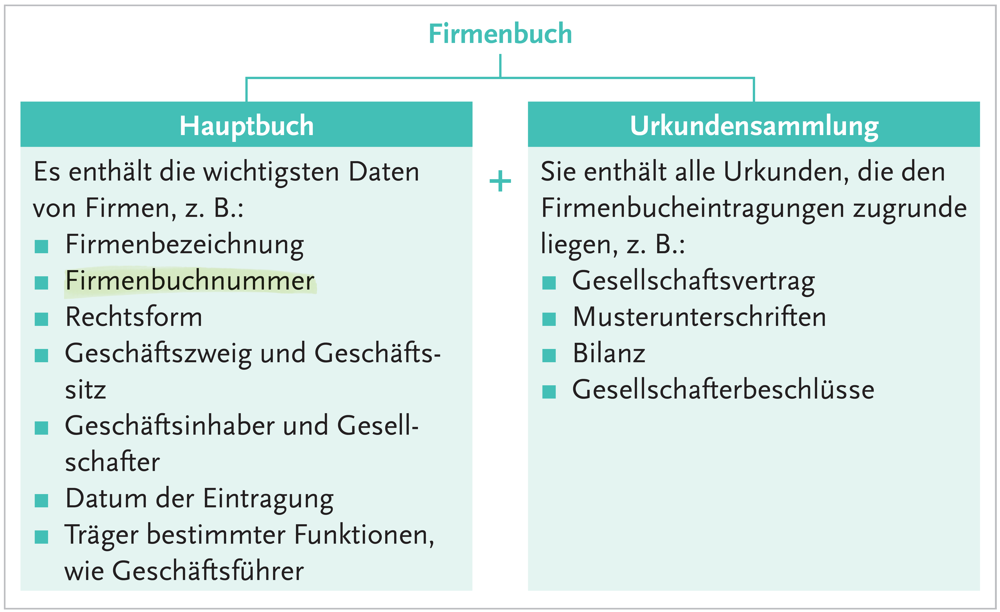 Firmenbuch
Hauptbuch
Es enthält die wichtigsten Daten
von Firmen, z. B.:
■ Firmenbezeichnung
■ Firmenbuchnummer
■ Rechtsform
■ Geschäftszweig und Geschäfts-
sitz
■ Geschäftsinhaber und Gesell-
schafter
■ Datum der Eintragung
■ Träger bestimmter Funktionen,
wie Geschäftsführer
+
Urkundensammlung
Sie enthält alle Urkunden, die den
Firmenbucheintragungen zugrunde
liegen, z. B.:
■ Gesellschaftsvertrag
■ Musterunterschriften
■ Bilanz
■ Gesellschafterbeschlüsse